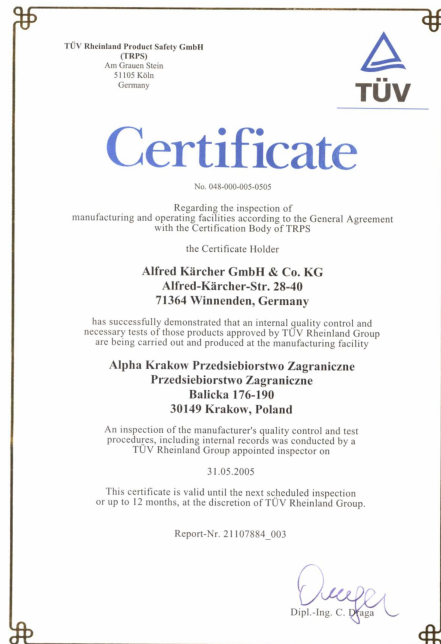 TÜV Rheinland Product Safety GmbH
(TRPS)
Am Grauen Stein
51105 Köln
Germany
TÜV
Certificate
No. 048-000-005-0505
Regarding the inspection of
manufacturing and operating facilities according to the General Agreement
with the Certification Body of TRPS
the Certificate Holder
Alfred Kärcher GmbH & Co. KG
Alfred-Kärcher-Str. 28-40
71364 Winnenden, Germany
has successfully demonstrated that an internal quality control and
necessary tests of those products approved by TÜV Rheinland Group
are being carried out and produced at the manufacturing facility
Alpha Krakow Przedsiebiorstwo Zagraniczne
Przedsiebiorstwo Zagraniczne
Balicka 176-190
30149 Krakow, Poland
An inspection of the manufacturer's quality control and test
procedures, including internal records was conducted by a
TÜV Rheinland Group appointed inspector on
31.05.2005
This certificate is valid until the next scheduled inspection
or up to 12 months, at the discretion of TÜV Rheinland Group.
Report-Nr. 21107884_003
Dipl.-Ing. C. Draga